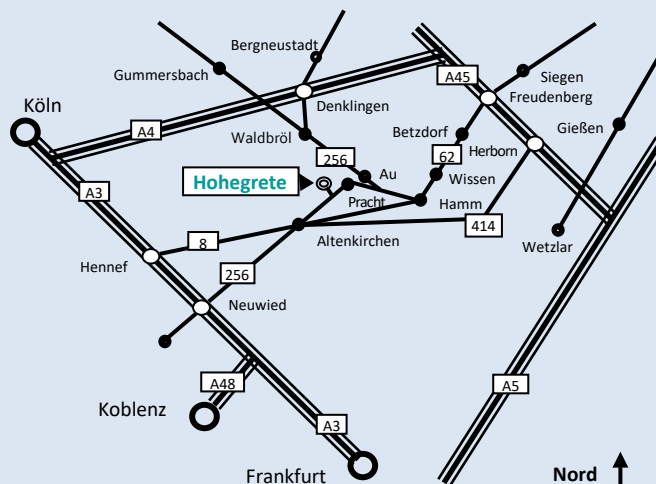 Bergneustadt
Gummersbach
A45
Siegen
Köln
Denklingen
Freudenberg
A4
Gießen
Waldbröl
Betzdorf
256
62
Herborn
Au
Hohegrete
Wissen
A3
Pracht
Hamm
414
Altenkirchen
8
Wetzlar
Hennef
256
Neuwied
A48
A5
Koblenz
A3
Frankfurt
Nord